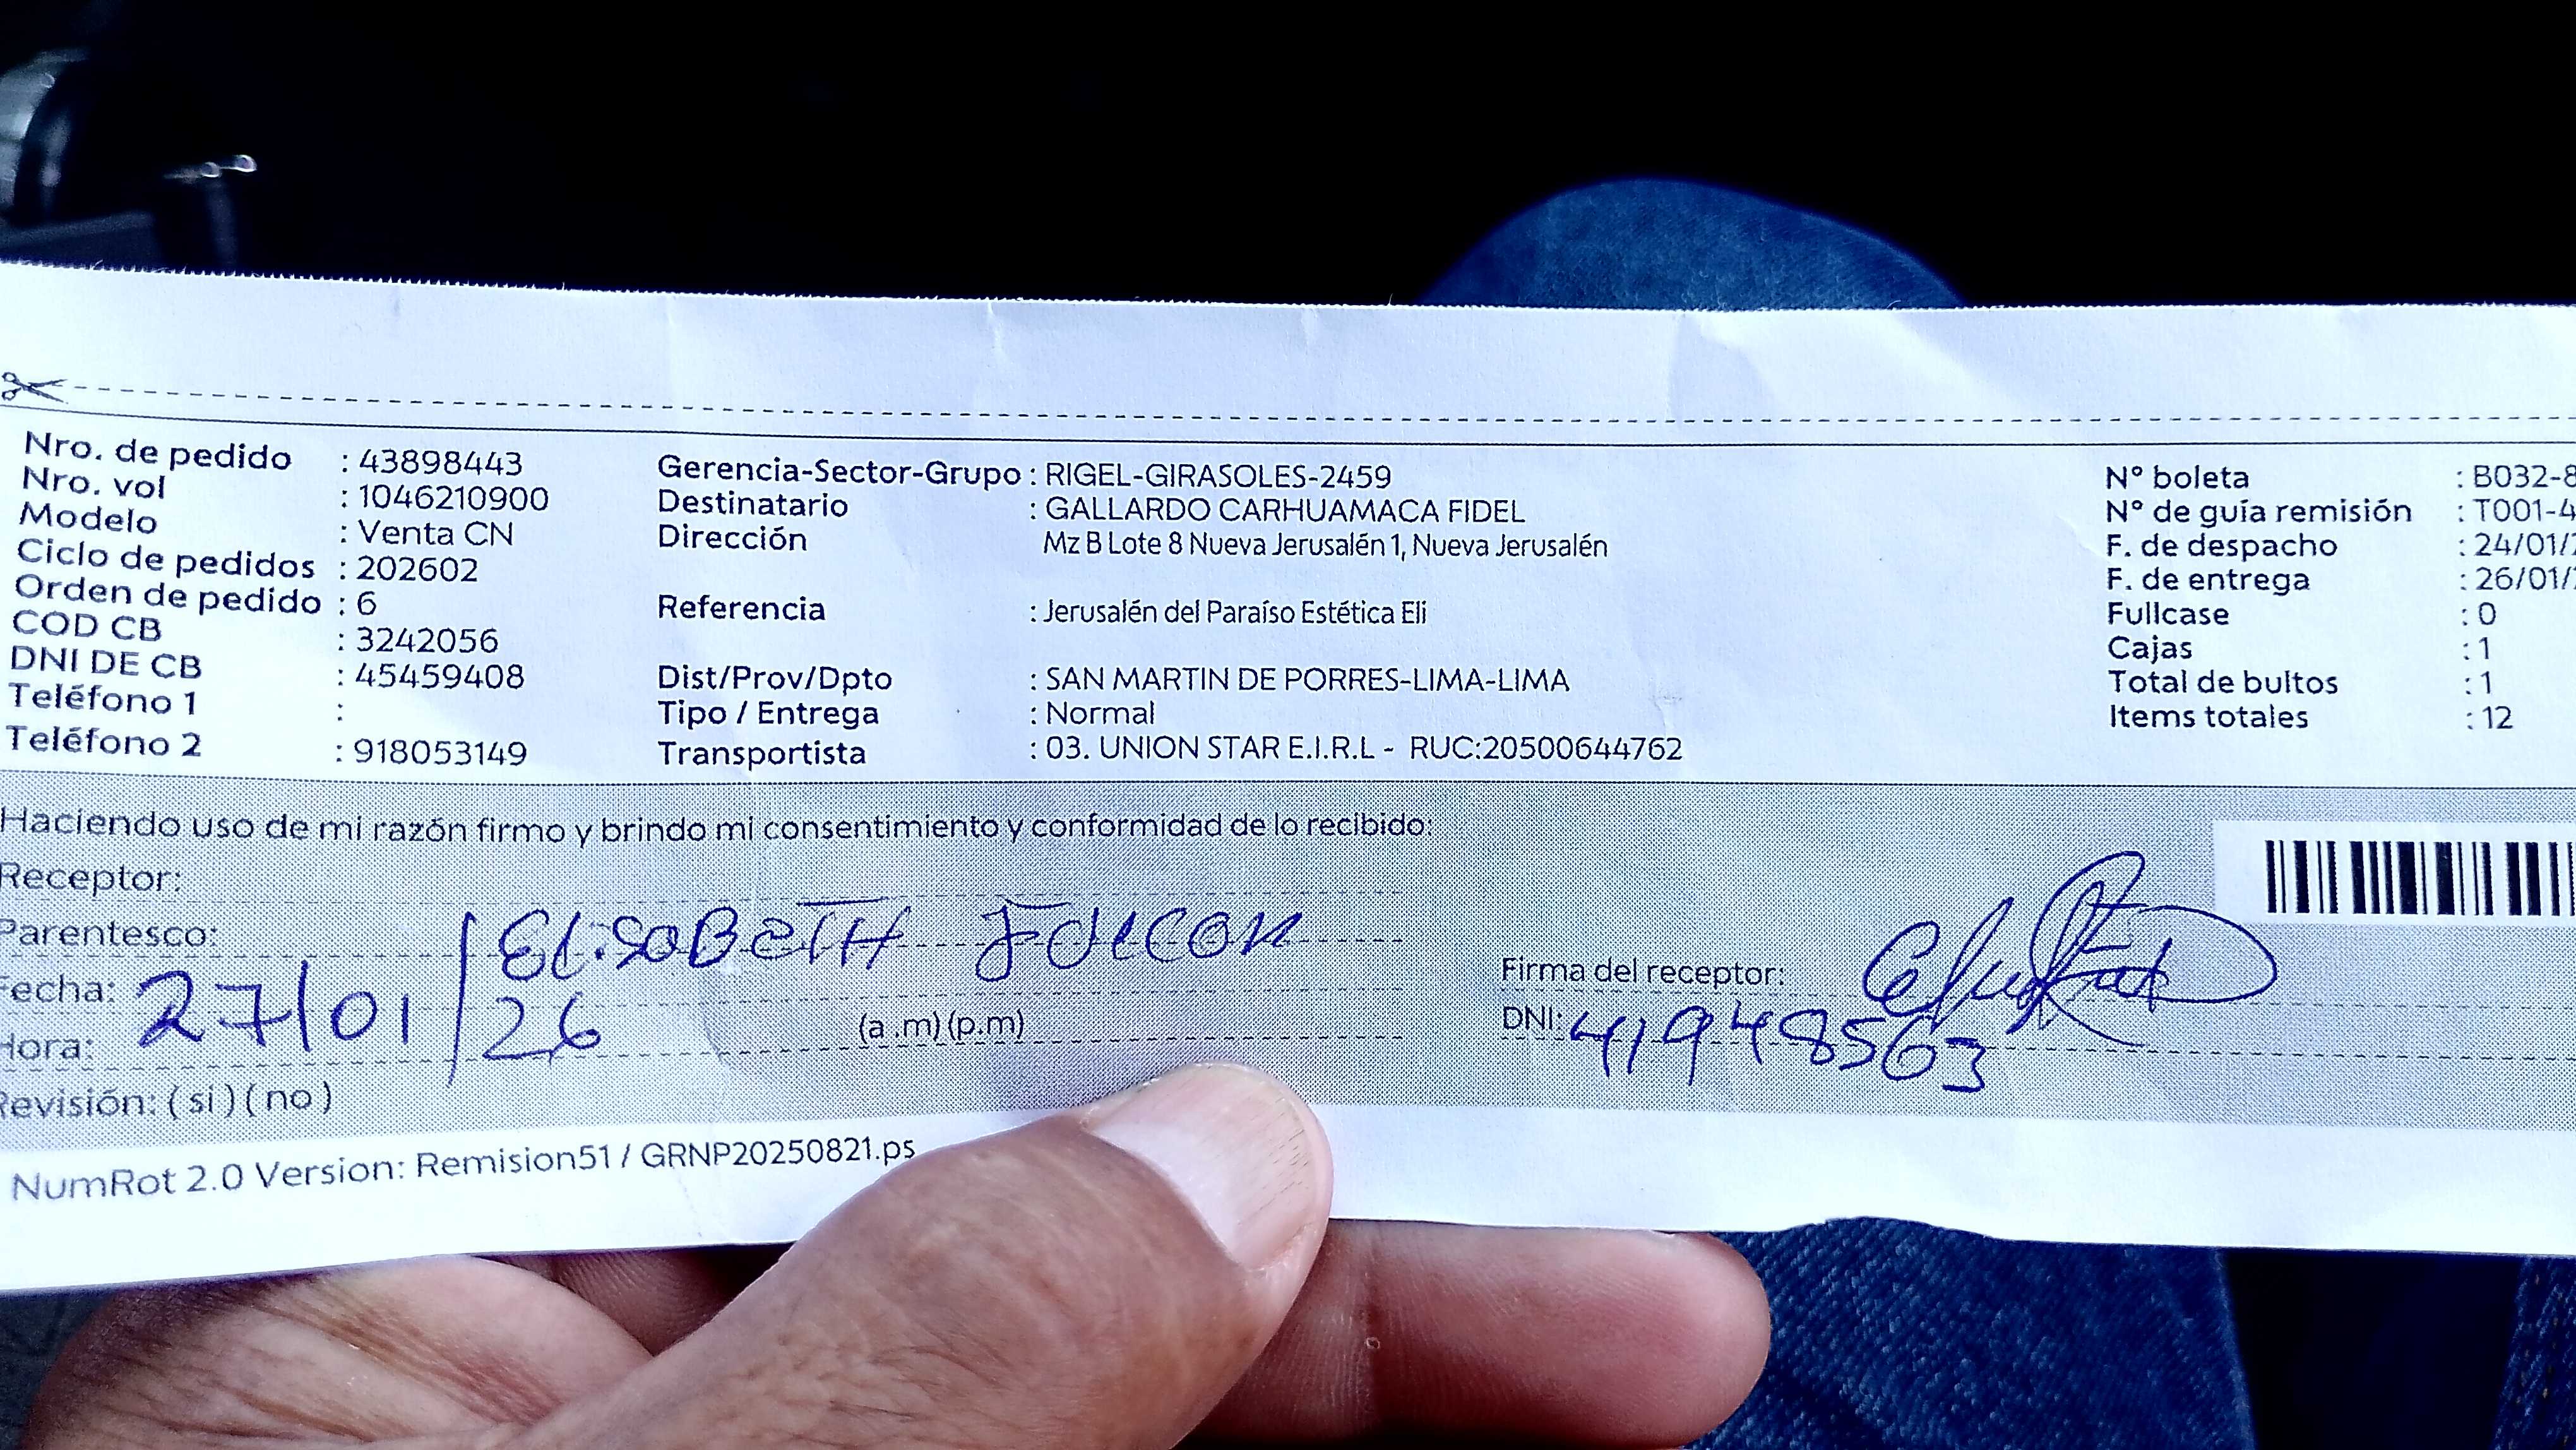 Nro. de pedido : 43898443
Nro. vol : 1046210900
Modelo : Venta CN
Ciclo de pedidos : 202602
Orden de pedido : 6
COD CB : 3242056
DNI DE CB : 45459408
Teléfono 1 :
Teléfono 2 : 918053149
Gerencia-Sector-Grupo : RIGEL-GIRASOLES-2459
Destinatario : GALLARDO CARHUAMACA FIDEL
Dirección Mz B Lote 8 Nueva Jerusalén 1, Nueva Jerusalén
Referencia : Jerusalén del Paraíso Estética Eli
Dist/Prov/Dpto : SAN MARTIN DE PORRES-LIMA-LIMA
Tipo / Entrega : Normal
Transportista : 03. UNION STAR E.I.R.L - RUC:20500644762
N° boleta : B032-8
N° de guía remisión : T001-4
F. de despacho : 24/01/
F. de entrega : 26/01/
Fullcase : 0
Cajas : 1
Total de bultos : 1
Items totales : 12
Haciendo uso de mi razón firmo y brindo mi consentimiento y conformidad de lo recibido:
Receptor:
Parentesco: ElisaBeTH
Fecha: 27/01/26
Hora: (a .m) (p.m)
Revisión: ( si ) ( no )
Firma del receptor:
DNI: 41948563
NumRot 2.0 Version: Remision51 / GRNP20250821.ps